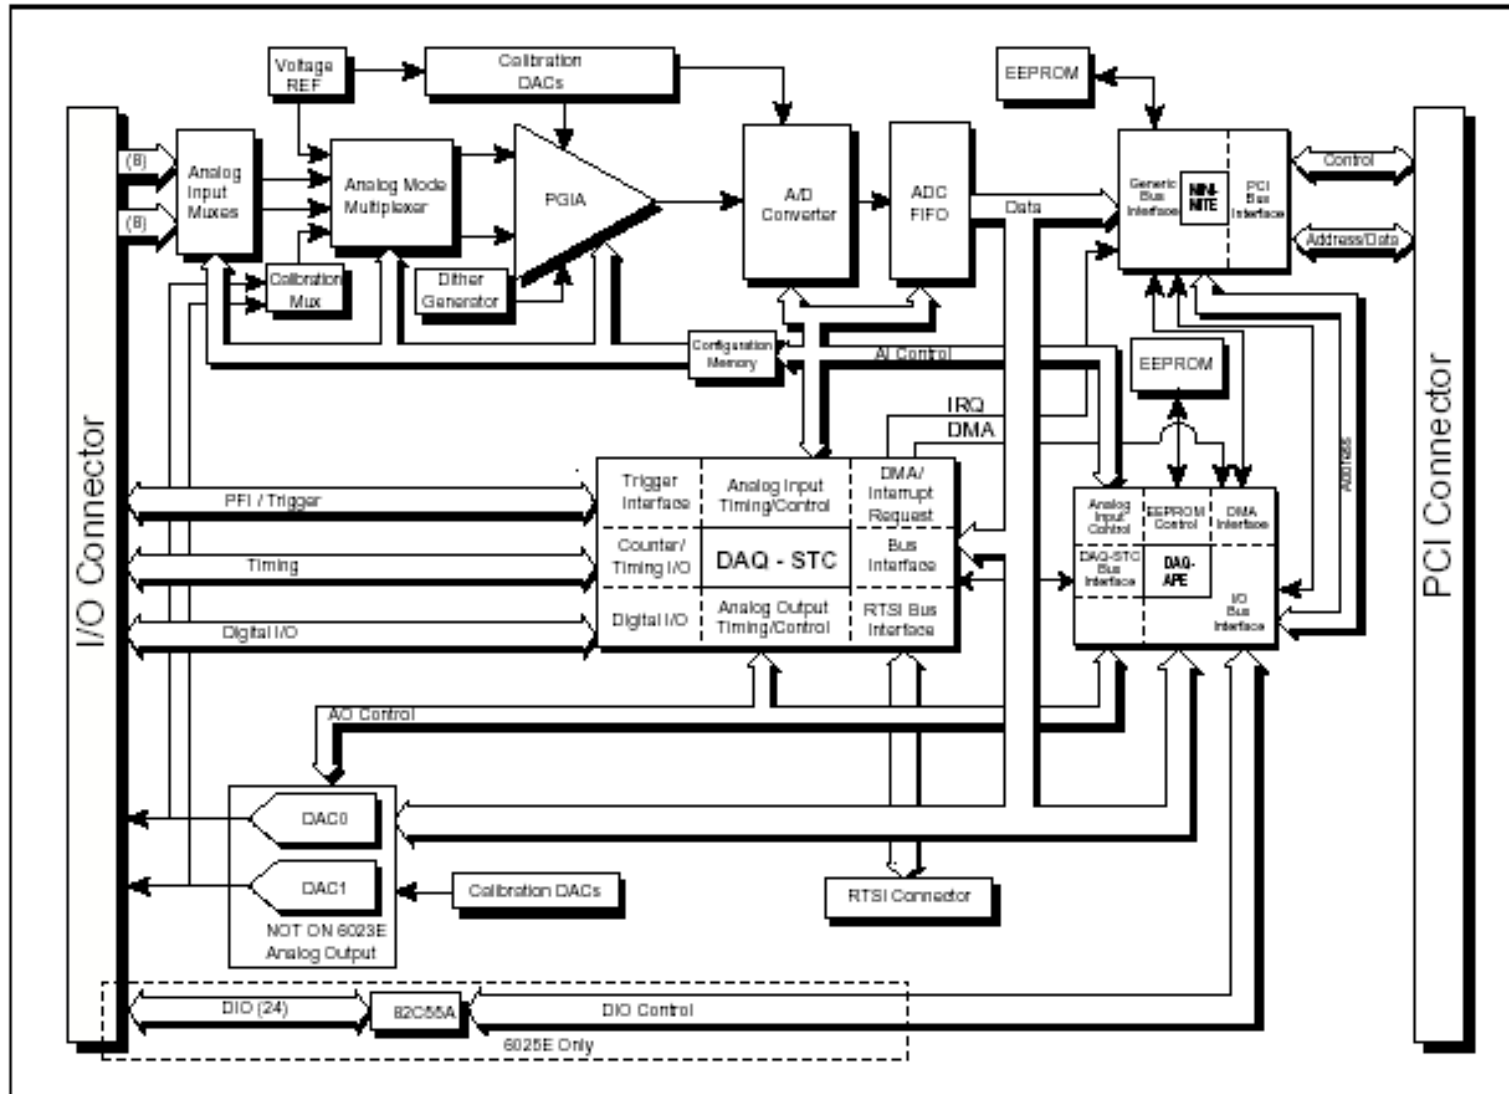 Voltage
REF
Calibration
DACs
EEPROM
(8)
(8)
Analog
Input
Muxes
Analog Mode
Multiplexer
PGIA
A/D
Converter
ADC
FIFO
Data
Generic
Bus
Interface
MINI-
MITE
PCI
Bus
Interface
Control
Address/Data
Calibration
Mux
Dither
Generator
Configuration
Memory
AI Control
EEPROM
IRQ
DMA
Address
I/O Connector
PCI Connector
PFI / Trigger
Timing
Digital I/O
Trigger
Interface
Analog Input
Timing/Control
DMA/
Interrupt
Request
Counter/
Timing I/O
DAQ - STC
Bus
Interface
Digital I/O
Analog Output
Timing/Control
RTSI Bus
Interface
Analog
Input
Control
EEPROM
Control
DMA
Interface
DAQ-STC
Bus
Interface
DAQ-
APE
I/O
Bus
Interface
AO Control
DAC0
DAC1
NOT ON 6023E
Analog Output
Calibration DACs
RTSI Connector
DIO (24)
82C55A
DIO Control
6025E Only